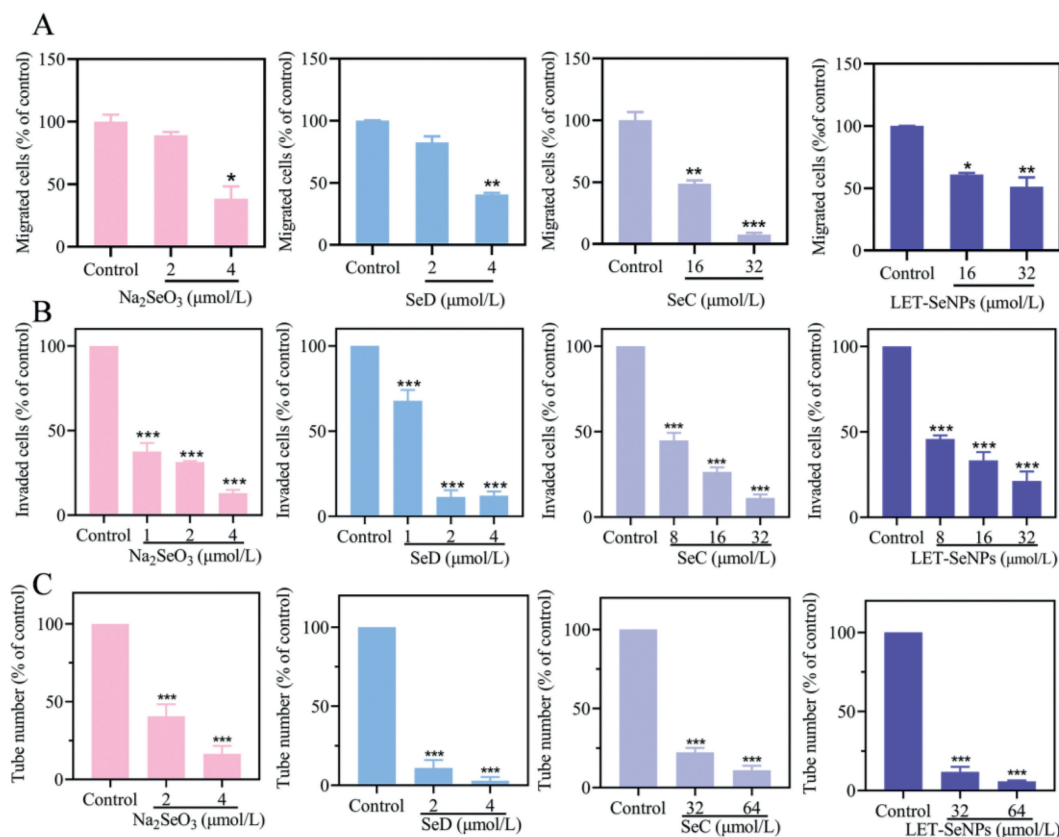 A
Migrated cells (% of control)
150
100
50
0
*
Control 2 4
Na₂SeO₃ (μmol/L)
Migrated cells (% of control)
150
100
50
0
**
Control 2 4
SeD (μmol/L)
Migrated cells (% of control)
150
100
50
0
**
***
Control 16 32
SeC (μmol/L)
Migrated cells (%of control)
150
100
50
0
*
**
Control 16 32
LET-SeNPs (μmol/L)
B
Invaded cells (% of control)
100
50
0
***
***
***
Control 1 2 4
Na₂SeO₃ (μmol/L)
Invaded cells (% of control)
100
50
0
***
***
***
Control 1 2 4
SeD (μmol/L)
Invaded cells (% of control)
100
50
0
***
***
***
Control 8 16 32
SeC (μmol/L)
Invaded cells (% of control)
100
50
0
***
***
***
Control 8 16 32
LET-SeNPs (μmol/L)
C
Tube number (% of control)
100
50
0
***
***
Control 2 4
Na₂SeO₃ (μmol/L)
Tube number (% of control)
100
50
0
***
***
Control 2 4
SeD (μmol/L)
Tube number (% of control)
100
50
0
***
***
Control 32 64
SeC (μmol/L)
Tube number (% of control)
100
50
0
***
***
Control 32 64
LET-SeNPs (μmol/L)